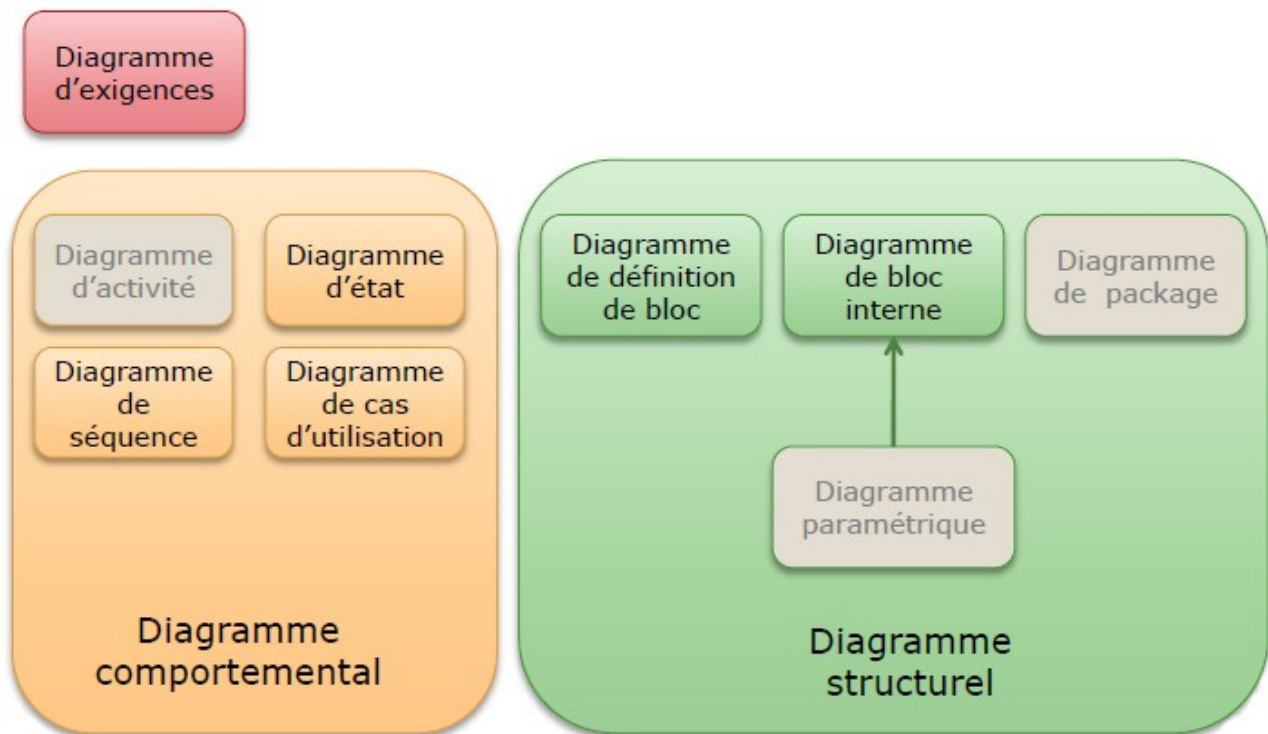 Diagramme
d'exigences
Diagramme
d'activité
Diagramme
d'état
Diagramme
de
séquence
Diagramme
de cas
d'utilisation
Diagramme
comportemental
Diagramme
de définition
de bloc
Diagramme
de bloc
interne
Diagramme
de package
Diagramme
paramétrique
Diagramme
structurel